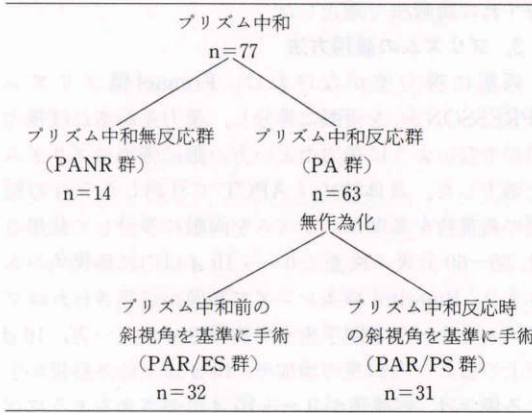 プリズム中和
n=77
プリズム中和無反応群
(PANR群)
n=14
プリズム中和反応群
(PA群)
n=63
無作為化
プリズム中和前の
斜視角を基準に手術
(PAR/ES群)
n=32
プリズム中和反応時
の斜視角を基準に手術
(PAR/PS群)
n=31